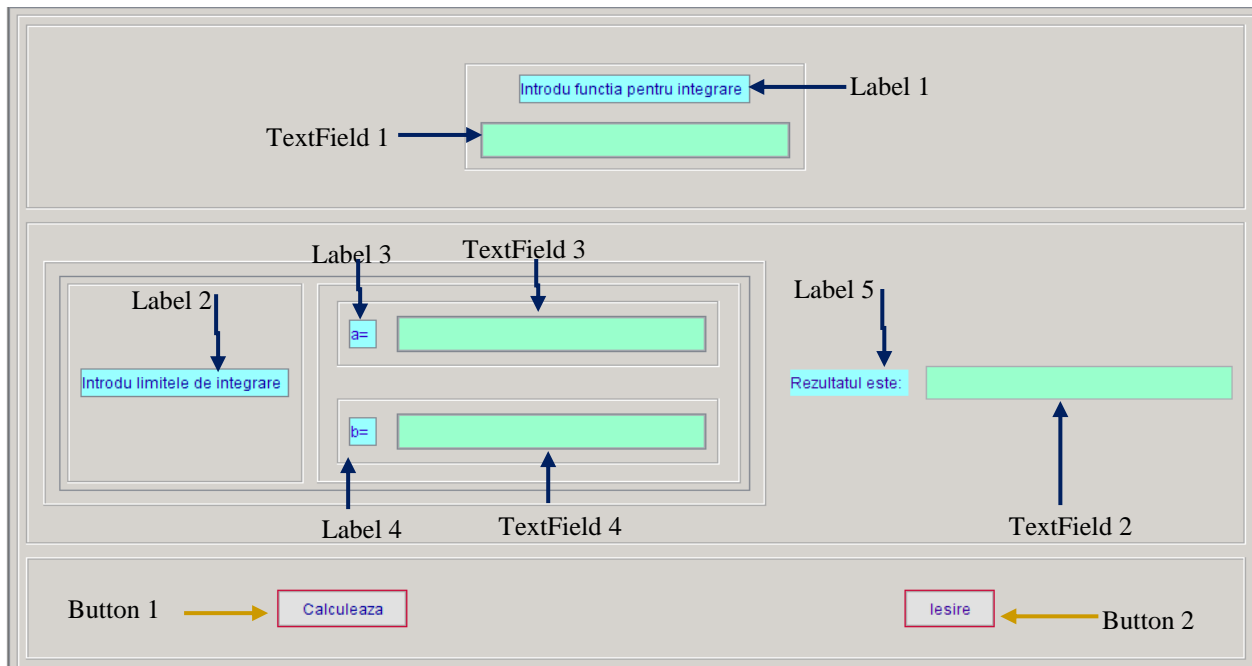 Introdu functia pentru integrare
Label 1
TextField 1
Label 3
TextField 3
Label 2
Label 5
a=
Introdu limitele de integrare
Rezultatul este:
b=
Label 4
TextField 4
TextField 2
Button 1
Calculeaza
Iesire
Button 2